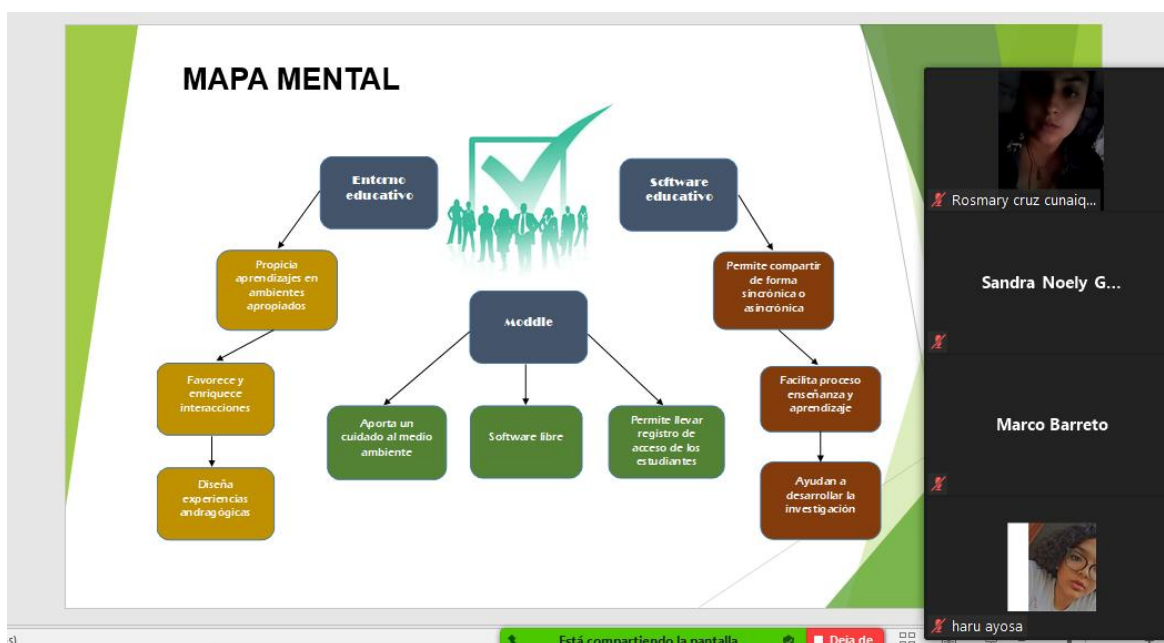 MAPA MENTAL
Entorno
educativo
Software
educativo
Propicia
aprendizajes en
ambientes
apropiados
Permite compartir
de forma
sincrónica o
asincrónica
Moddle
Favorece y
enriquece
interacciones
Facilita proceso
enseñanza y
aprendizaje
Aporta un
cuidado al medio
ambiente
Software libre
Permite llevar
registro de
acceso de los
estudiantes
Diseña
experiencias
andragógicas
Ayudan a
desarrollar la
investigación
Rosmary cruz cunaiq...
Sandra Noely G...
Marco Barreto
haru ayosa
s)
Está compartiendo la pantalla
Deja de